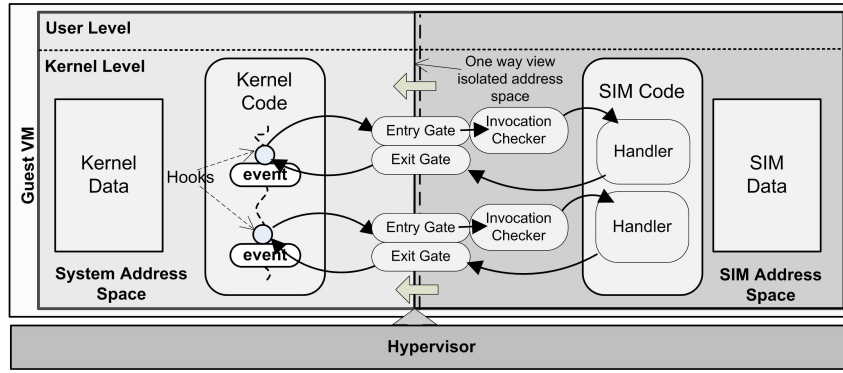 User Level
Kernel Level
Guest VM
Kernel
Code
One way view
isolated address
space
SIM Code
Kernel
Data
Hooks
event
Entry Gate
Exit Gate
Invocation
Checker
Handler
SIM
Data
event
Entry Gate
Exit Gate
Invocation
Checker
Handler
System Address
Space
SIM Address
Space
Hypervisor